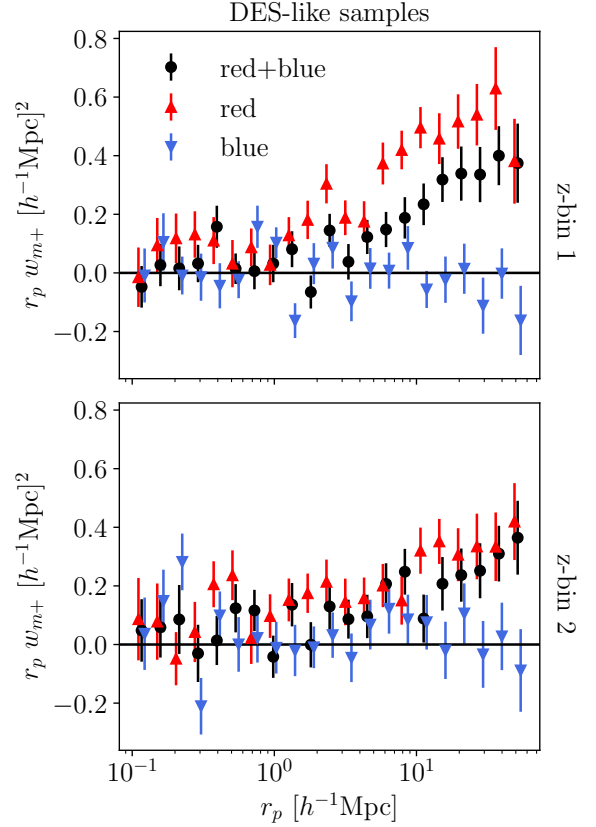 DES-like samples
0.8
0.6
0.4
0.2
0.0
−0.2
r_p w_{m+} [h^{-1}Mpc]^2
red+blue
red
blue
z-bin 1
0.8
0.6
0.4
0.2
0.0
−0.2
r_p w_{m+} [h^{-1}Mpc]^2
z-bin 2
10^{-1} 10^0 10^1
r_p [h^{-1}Mpc]